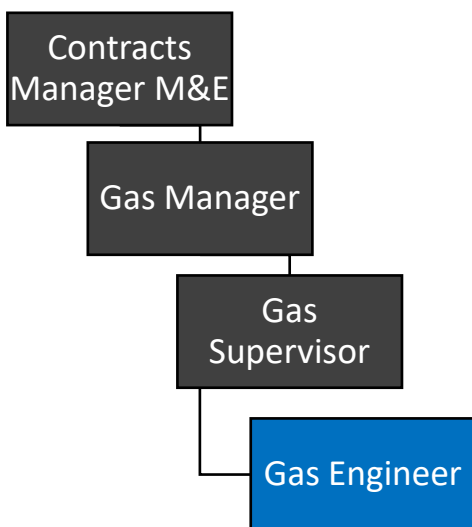 Contracts
Manager M&E
Gas Manager
Gas
Supervisor
Gas Engineer